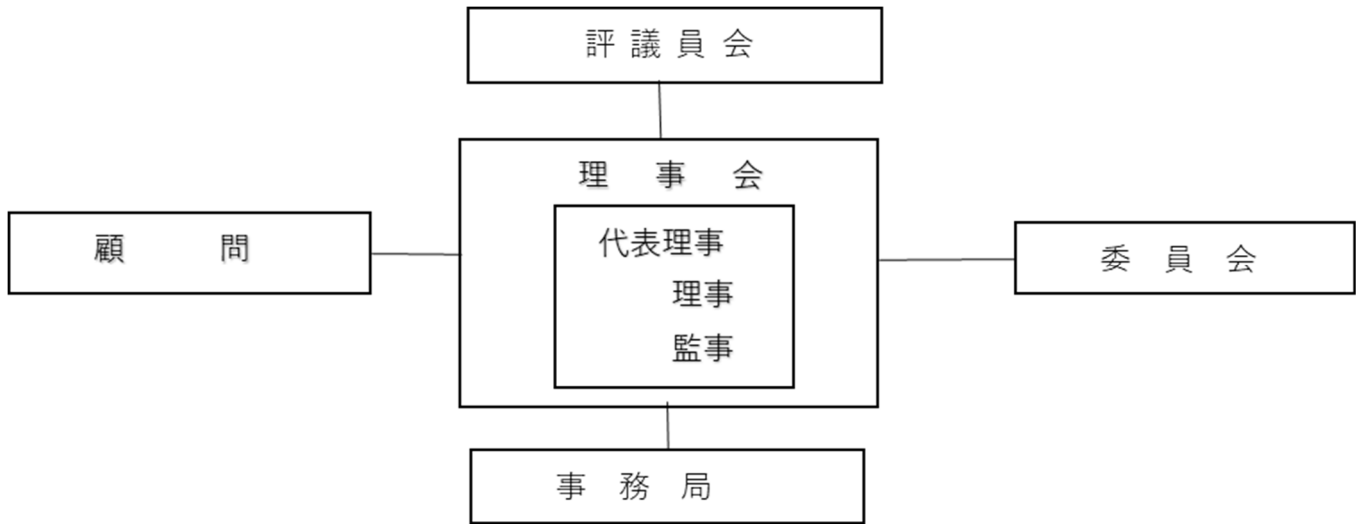 評議員会
理事会
代表理事
理事
監事
顧問
委員会
事務局